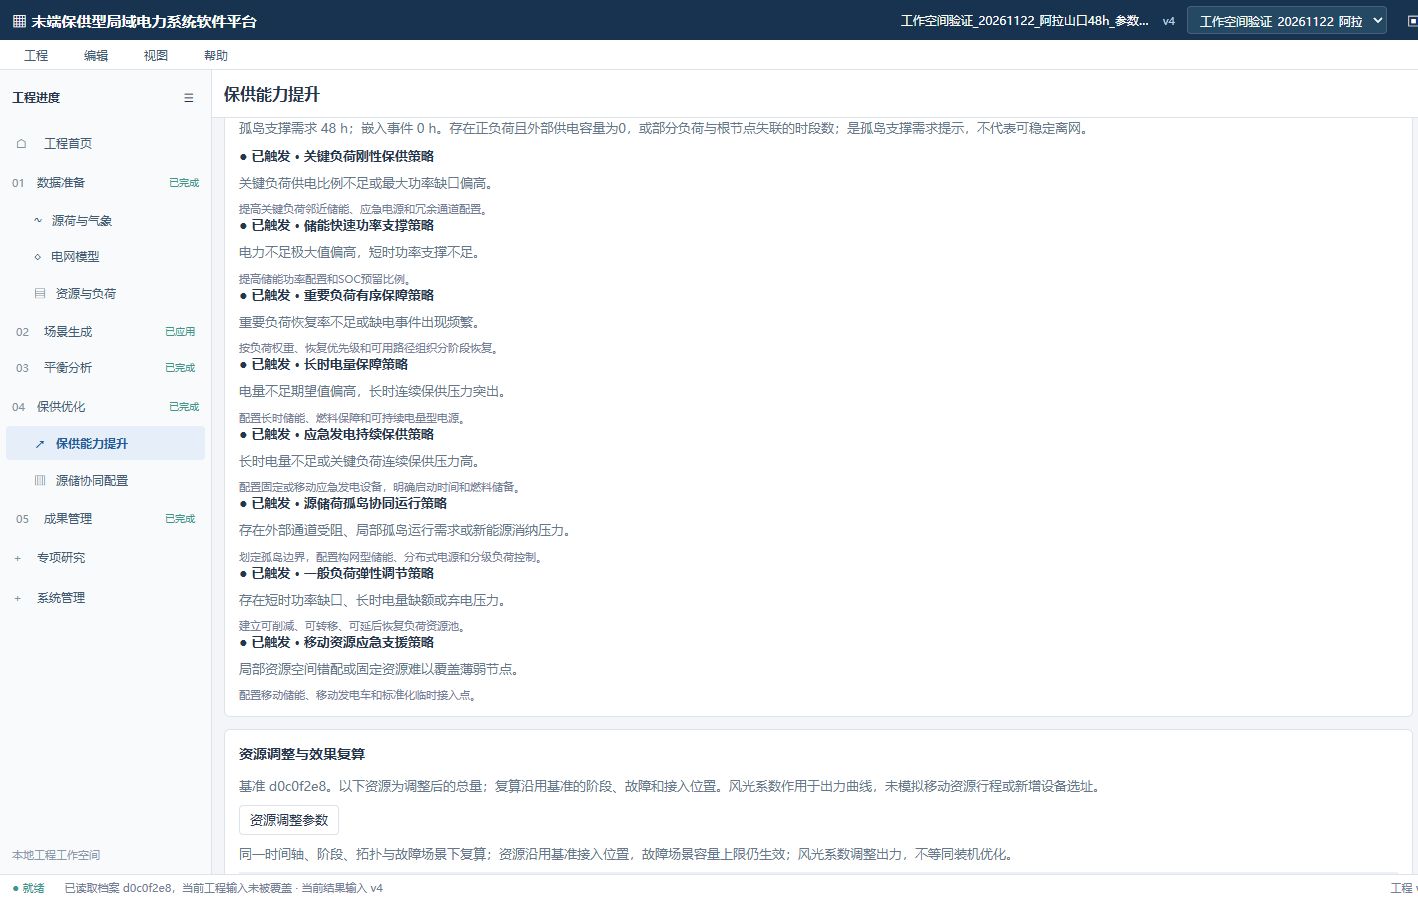 末端保供型局域电力系统软件平台
工作空间验证_20261122_阿拉山口48h_参数... v4 工作空间验证 20261122 阿拉
工程 编辑 视图 帮助
工程进度
工程首页
01 数据准备 已完成
源荷与气象
电网模型
资源与负荷
02 场景生成 已应用
03 平衡分析 已完成
04 保供优化 已完成
保供能力提升
源储协同配置
05 成果管理 已完成
+ 专项研究
+ 系统管理
本地工程工作空间
保供能力提升
孤岛支撑需求 48 h；嵌入事件 0 h。存在正负荷且外部供电容量为0，或部分负荷与根节点失联的时段数；是孤岛支撑需求提示，不代表可稳定离网。
● 已触发 · 关键负荷刚性保供策略
关键负荷供电比例不足或最大功率缺口偏高。
提高关键负荷邻近储能、应急电源和冗余通道配置。
● 已触发 · 储能快速功率支撑策略
电力不足极大值偏高，短时功率支撑不足。
提高储能功率配置和SOC预留比例。
● 已触发 · 重要负荷有序保障策略
重要负荷恢复率不足或缺电事件出现频繁。
按负荷权重、恢复优先级和可用路径组织分阶段恢复。
● 已触发 · 长时电量保障策略
电量不足期望值偏高，长时连续保供压力突出。
配置长时储能、燃料保障和可持续电量型电源。
● 已触发 · 应急发电持续保供策略
长时电量不足或关键负荷连续保供压力高。
配置固定或移动应急发电设备，明确启动时间和燃料储备。
● 已触发 · 源储荷孤岛协同运行策略
存在外部通道受阻、局部孤岛运行需求或新能源消纳压力。
划定孤岛边界，配置构网型储能、分布式电源和分级负荷控制。
● 已触发 · 一般负荷弹性调节策略
存在短时功率缺口、长时电量缺额或弃电压力。
建立可削减、可转移、可延后恢复负荷资源池。
● 已触发 · 移动资源应急支援策略
局部资源空间错配或固定资源难以覆盖薄弱节点。
配置移动储能、移动发电车和标准化临时接入点。
资源调整与效果复算
基准 d0c0f2e8。以下资源为调整后的总量；复算沿用基准的阶段、故障和接入位置。风光系数作用于出力曲线，未模拟移动资源行程或新增设备选址。
资源调整参数
同一时间轴、阶段、拓扑与故障场景下复算；资源沿用基准接入位置，故障场景容量上限仍生效；风光系数调整出力，不等同装机优化。
● 就绪 已读取档案 d0c0f2e8，当前工程输入未被覆盖 · 当前结果输入 v4 工程